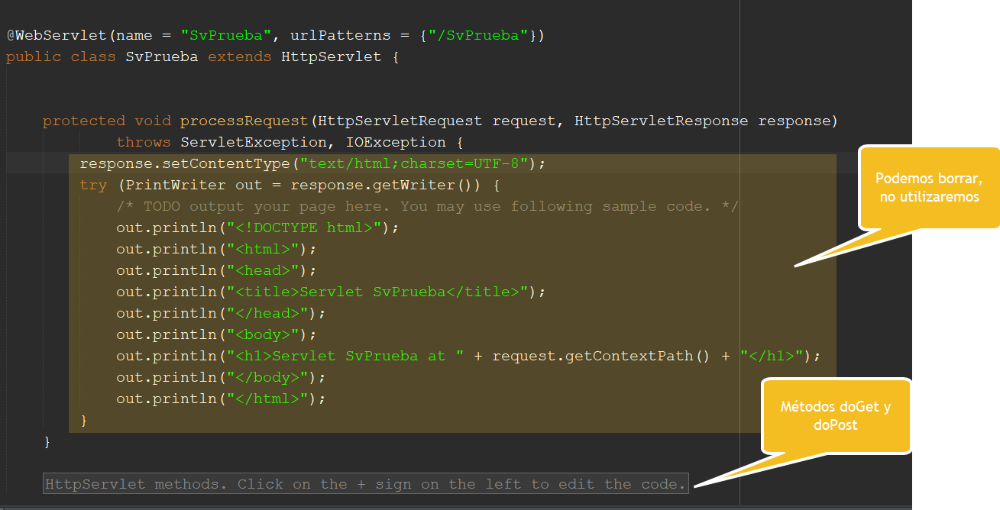 @WebServlet(name = "SvPrueba", urlPatterns = {"/SvPrueba"})
public class SvPrueba extends HttpServlet {
protected void processRequest(HttpServletRequest request, HttpServletResponse response)
throws ServletException, IOException {
response.setContentType("text/html;charset=UTF-8");
try (PrintWriter out = response.getWriter()) {
/* TODO output your page here. You may use following sample code. */
out.println("<!DOCTYPE html>");
out.println("<html>");
out.println("<head>");
out.println("<title>Servlet SvPrueba</title>");
out.println("</head>");
out.println("<body>");
out.println("<h1>Servlet SvPrueba at " + request.getContextPath() + "</h1>");
out.println("</body>");
out.println("</html>");
}
}
HttpServlet methods. Click on the + sign on the left to edit the code.
Podemos borrar,
no utilizaremos
Métodos doGet y
doPost